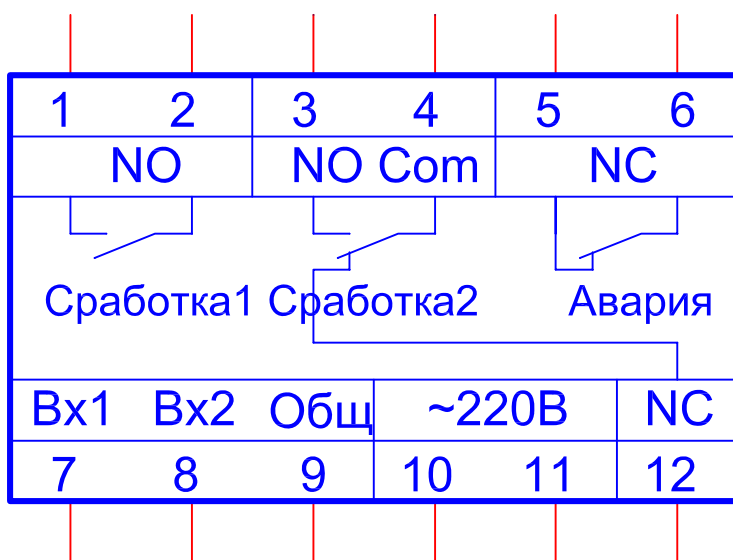 1 2 3 4 5 6
NO NO Com NC
Сработка1 Сработка2 Авария
Вх1 Вх2 Общ ~220В NC
7 8 9 10 11 12